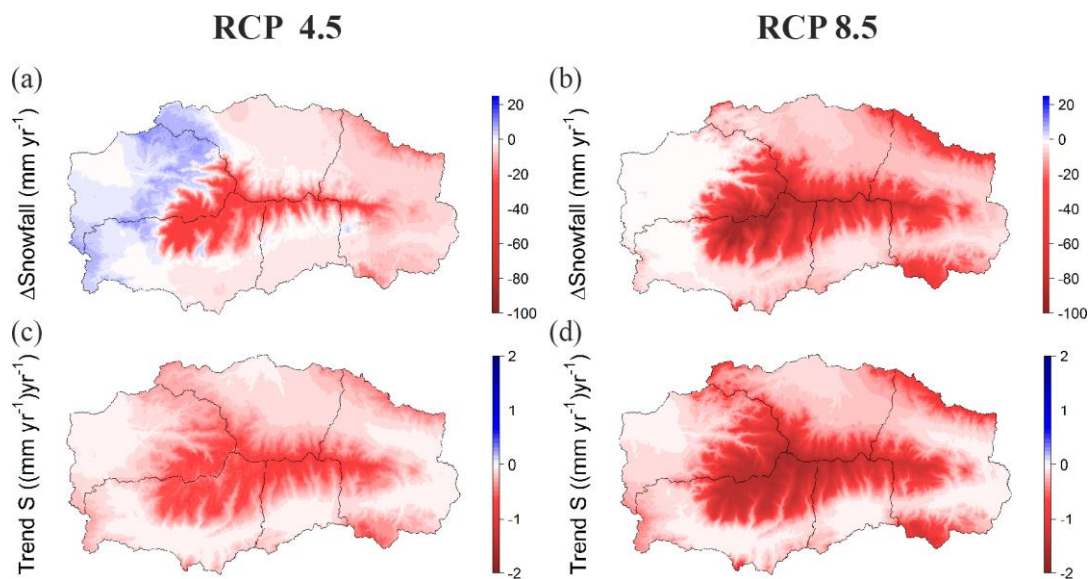 RCP 4.5
RCP 8.5
(a)
ΔSnowfall (mm yr⁻¹)
20
0
-20
-40
-60
-80
-100
(b)
ΔSnowfall (mm yr⁻¹)
20
0
-20
-40
-60
-80
-100
(c)
Trend S ((mm yr⁻¹)yr⁻¹)
2
1
0
-1
-2
(d)
Trend S ((mm yr⁻¹)yr⁻¹)
2
1
0
-1
-2